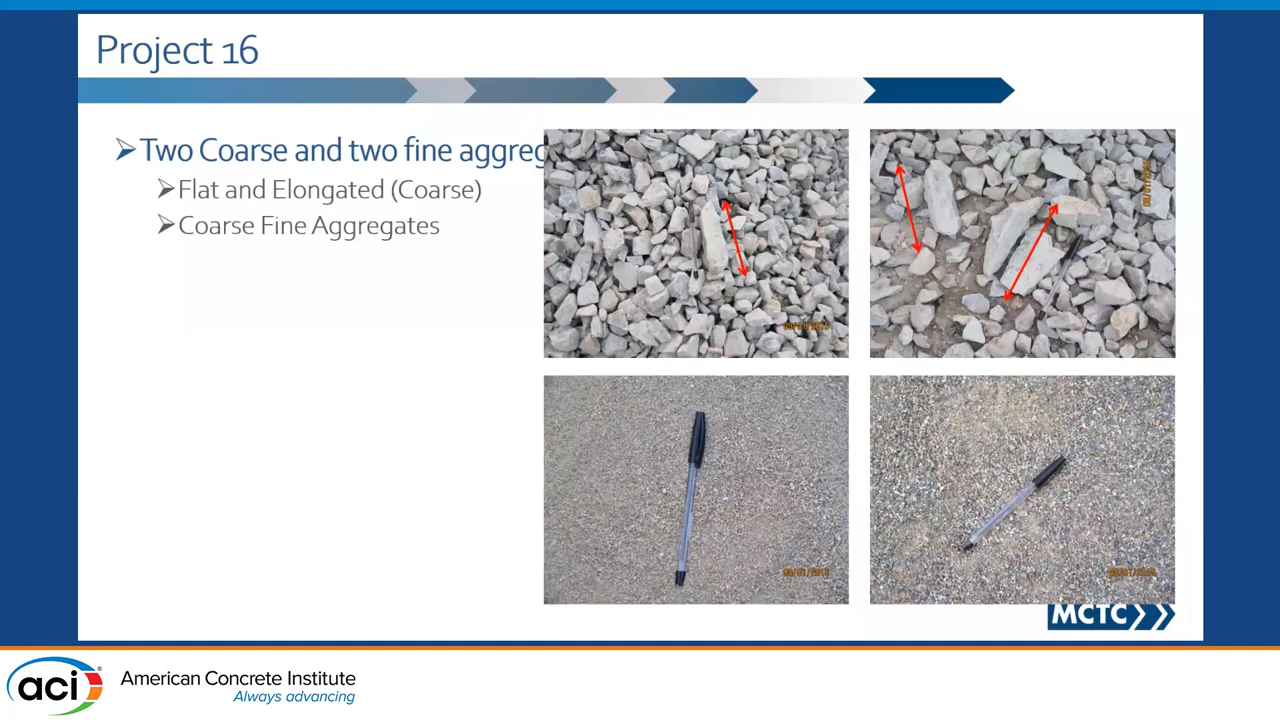 Project 16
➢Two Coarse and two fine aggreg
➢Flat and Elongated (Coarse)
➢Coarse Fine Aggregates
MCTC
aci®
American Concrete Institute
Always advancing